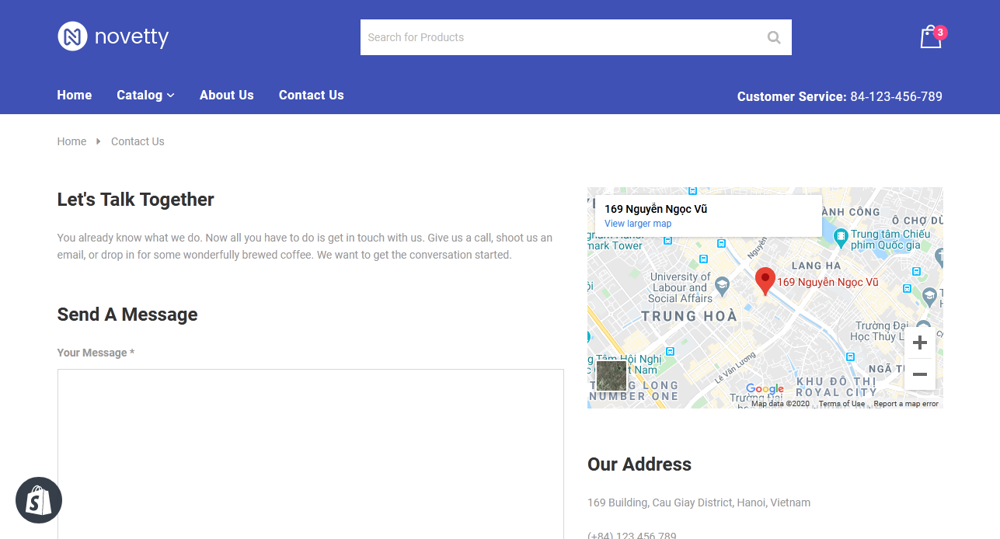 novetty
Search for Products
3
Home
Catalog
About Us
Contact Us
Customer Service: 84-123-456-789
Home
Contact Us
Let's Talk Together
You already know what we do. Now all you have to do is get in touch with us. Give us a call, shoot us an
email, or drop in for some wonderfully brewed coffee. We want to get the conversation started.
Send A Message
Your Message *
169 Nguyễn Ngọc Vũ
View larger map
ÀNH CÔNG
Ô CHỢ DỪ
Trung tâm Chiếu
phim Quốc gia
mark Tower
Nguyễn
LANG HA
169 Nguyễn Ngọc Vũ
University of
Labour and
Social Affairs
TRUNG HOÀ
Trường Đại
Học Thủy L
Tâm Hội Nghị
t Nam
Lê Văn Lương
NGÃ T
LONG
NUMBER ONE
KHU ĐÔ THỊ
ROYAL CITY
Trường Đại
Google
Map data ©2020
Terms of Use
Report a map error
Our Address
169 Building, Cau Giay District, Hanoi, Vietnam
(+84) 123 456 789